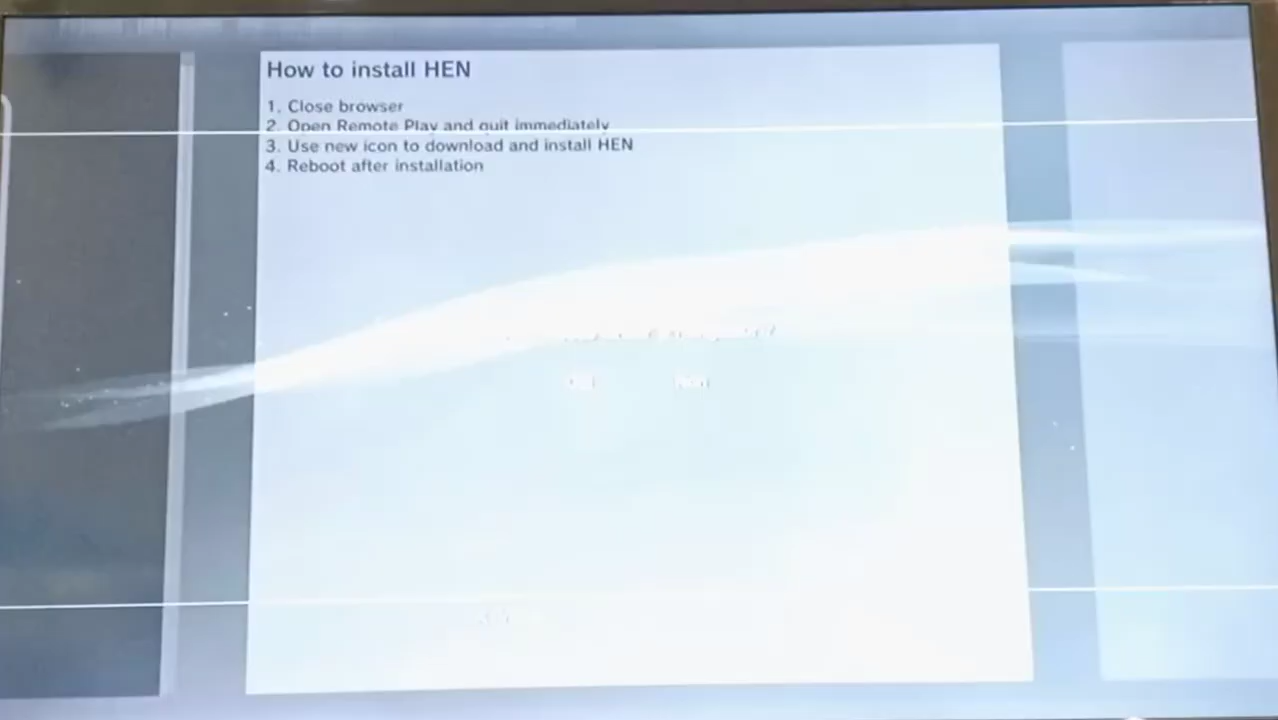 How to install HEN
1. Close browser
2. Open Remote Play and quit immediately
3. Use new icon to download and install HEN
4. Reboot after installation